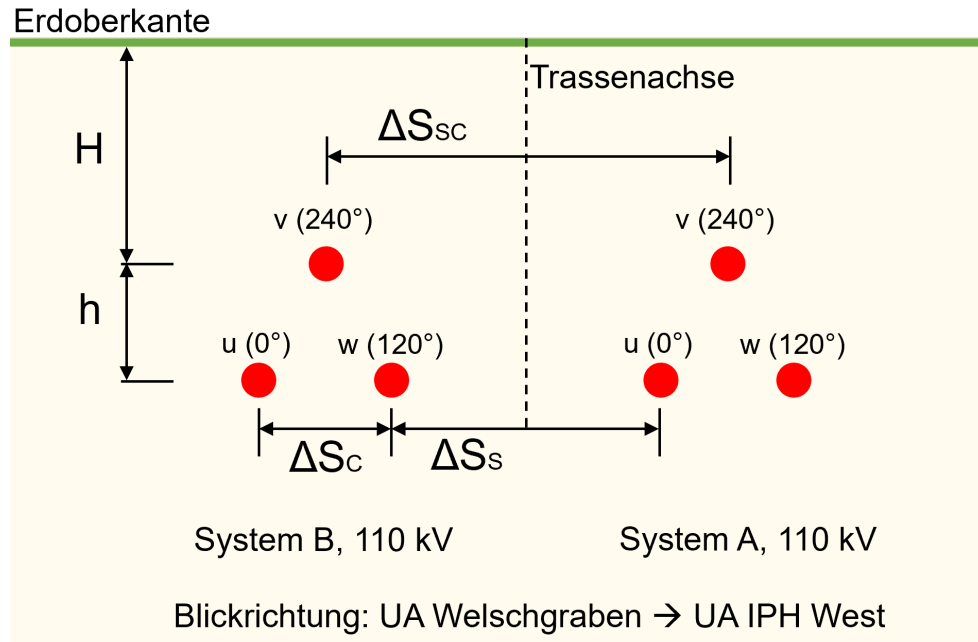 Erdoberkante
Trassenachse
ΔSSC
H
v (240°) v (240°)
h
u (0°) w (120°) u (0°) w (120°)
ΔSC ΔSS
System B, 110 kV System A, 110 kV
Blickrichtung: UA Welschgraben → UA IPH West